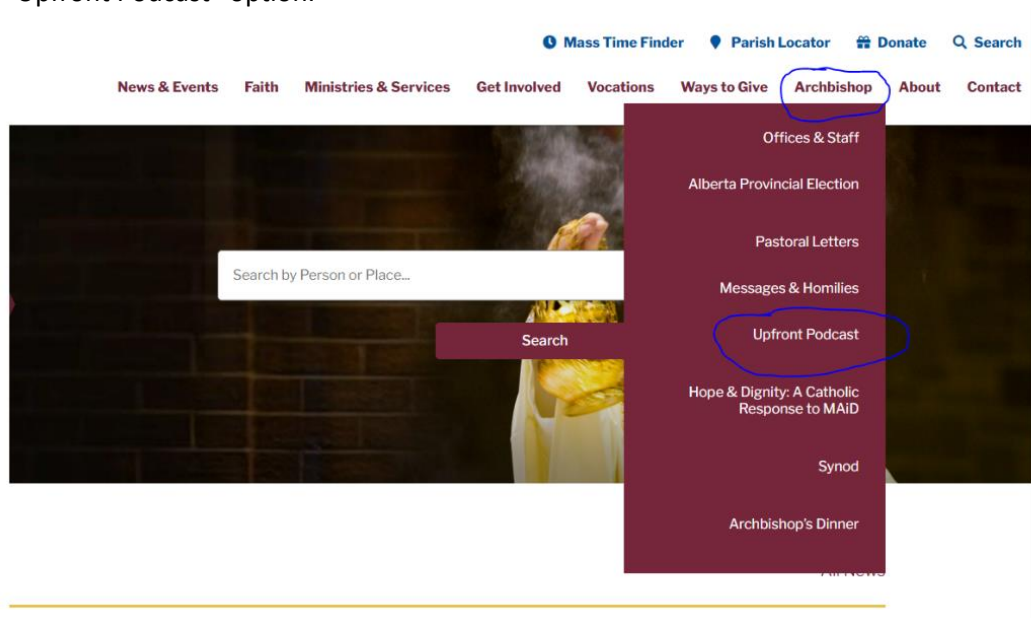 "Upfront Podcast" option.
Mass Time Finder Parish Locator Donate Search
News & Events Faith Ministries & Services Get Involved Vocations Ways to Give Archbishop About Contact
Offices & Staff
Alberta Provincial Election
Pastoral Letters
Search by Person or Place...
Messages & Homilies
Upfront Podcast
Search
Hope & Dignity: A Catholic
Response to MAiD
Synod
Archbishop's Dinner
All News